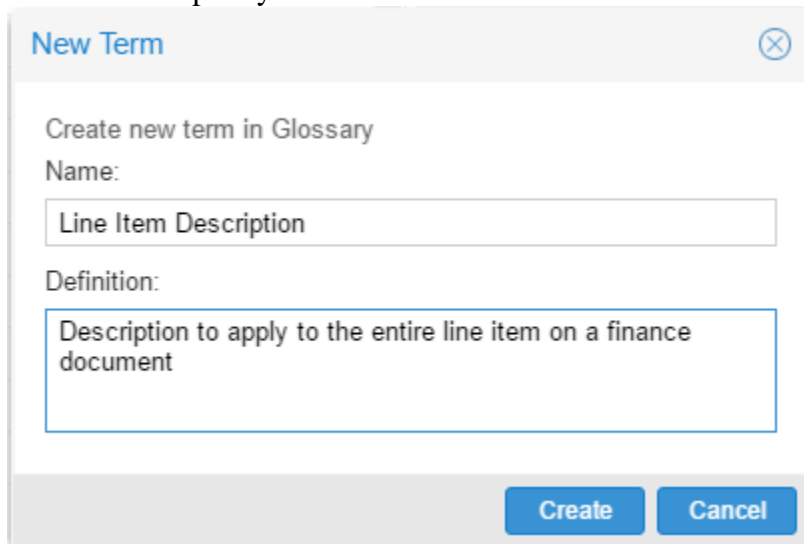 New Term
Create new term in Glossary
Name:
Line Item Description
Definition:
Description to apply to the entire line item on a finance
document
Create Cancel